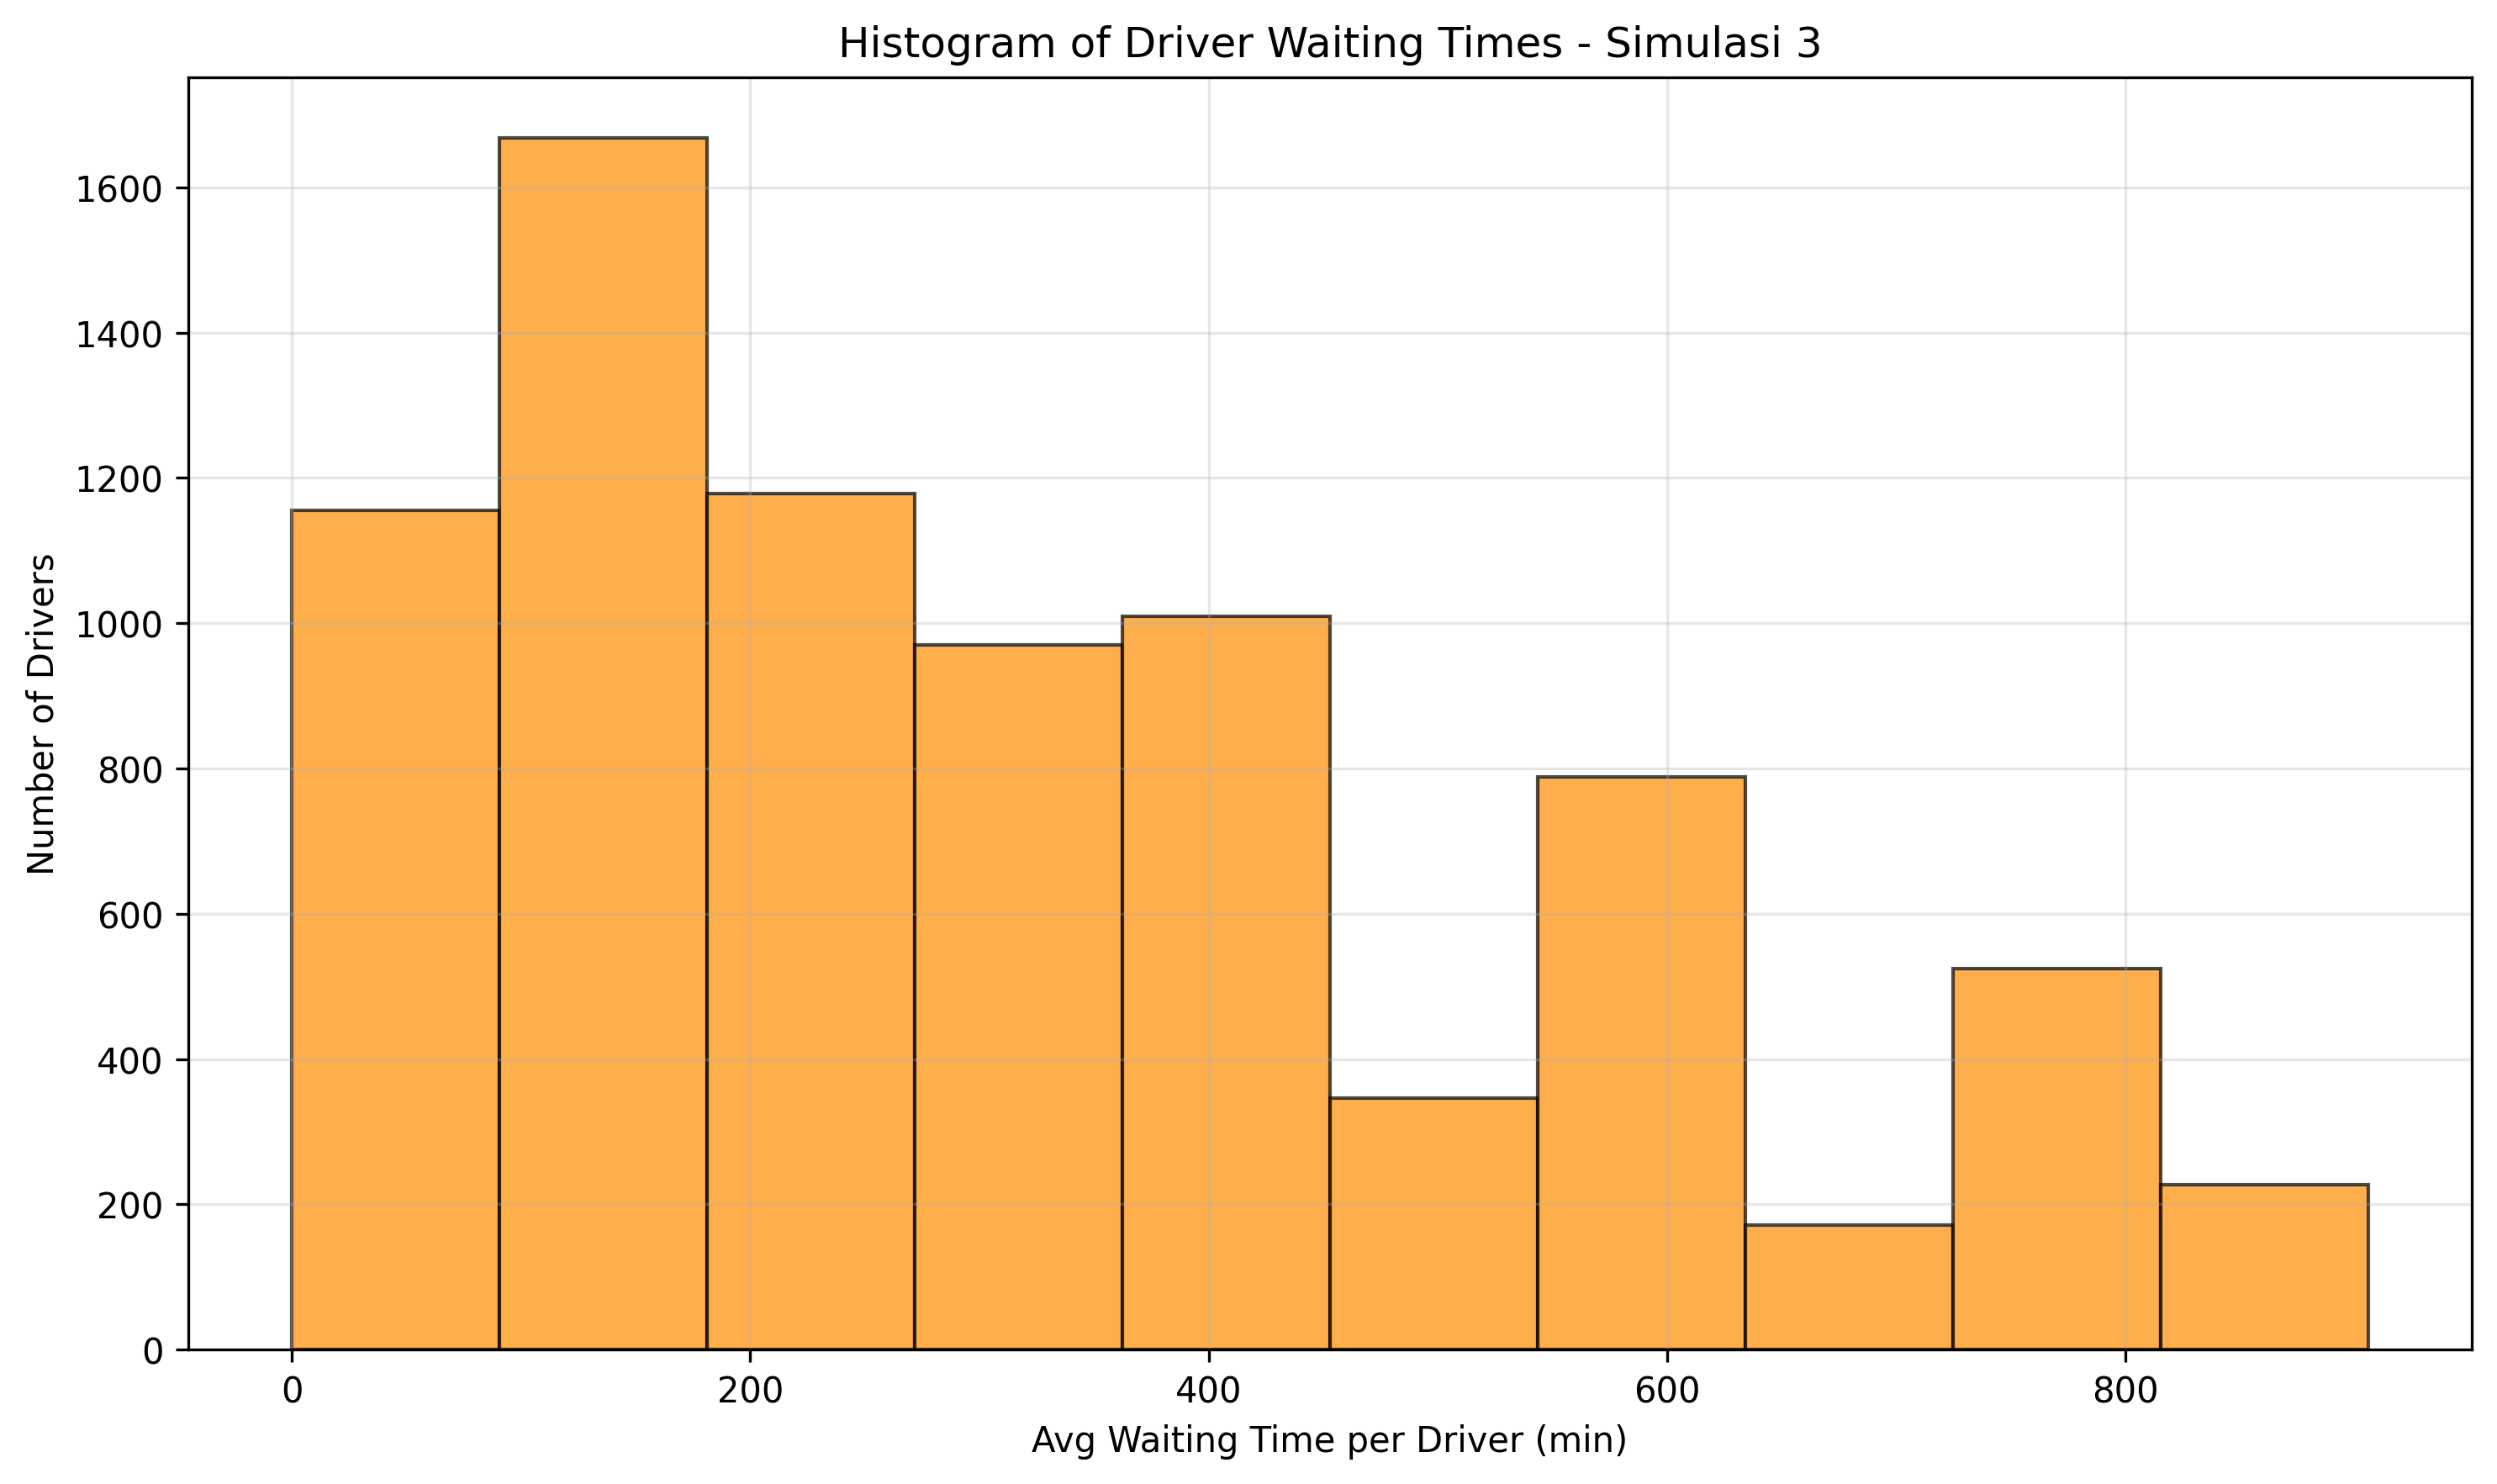 Histogram of Driver Waiting Times - Simulasi 3
Number of Drivers
1600
1400
1200
1000
800
600
400
200
0
0 200 400 600 800
Avg Waiting Time per Driver (min)